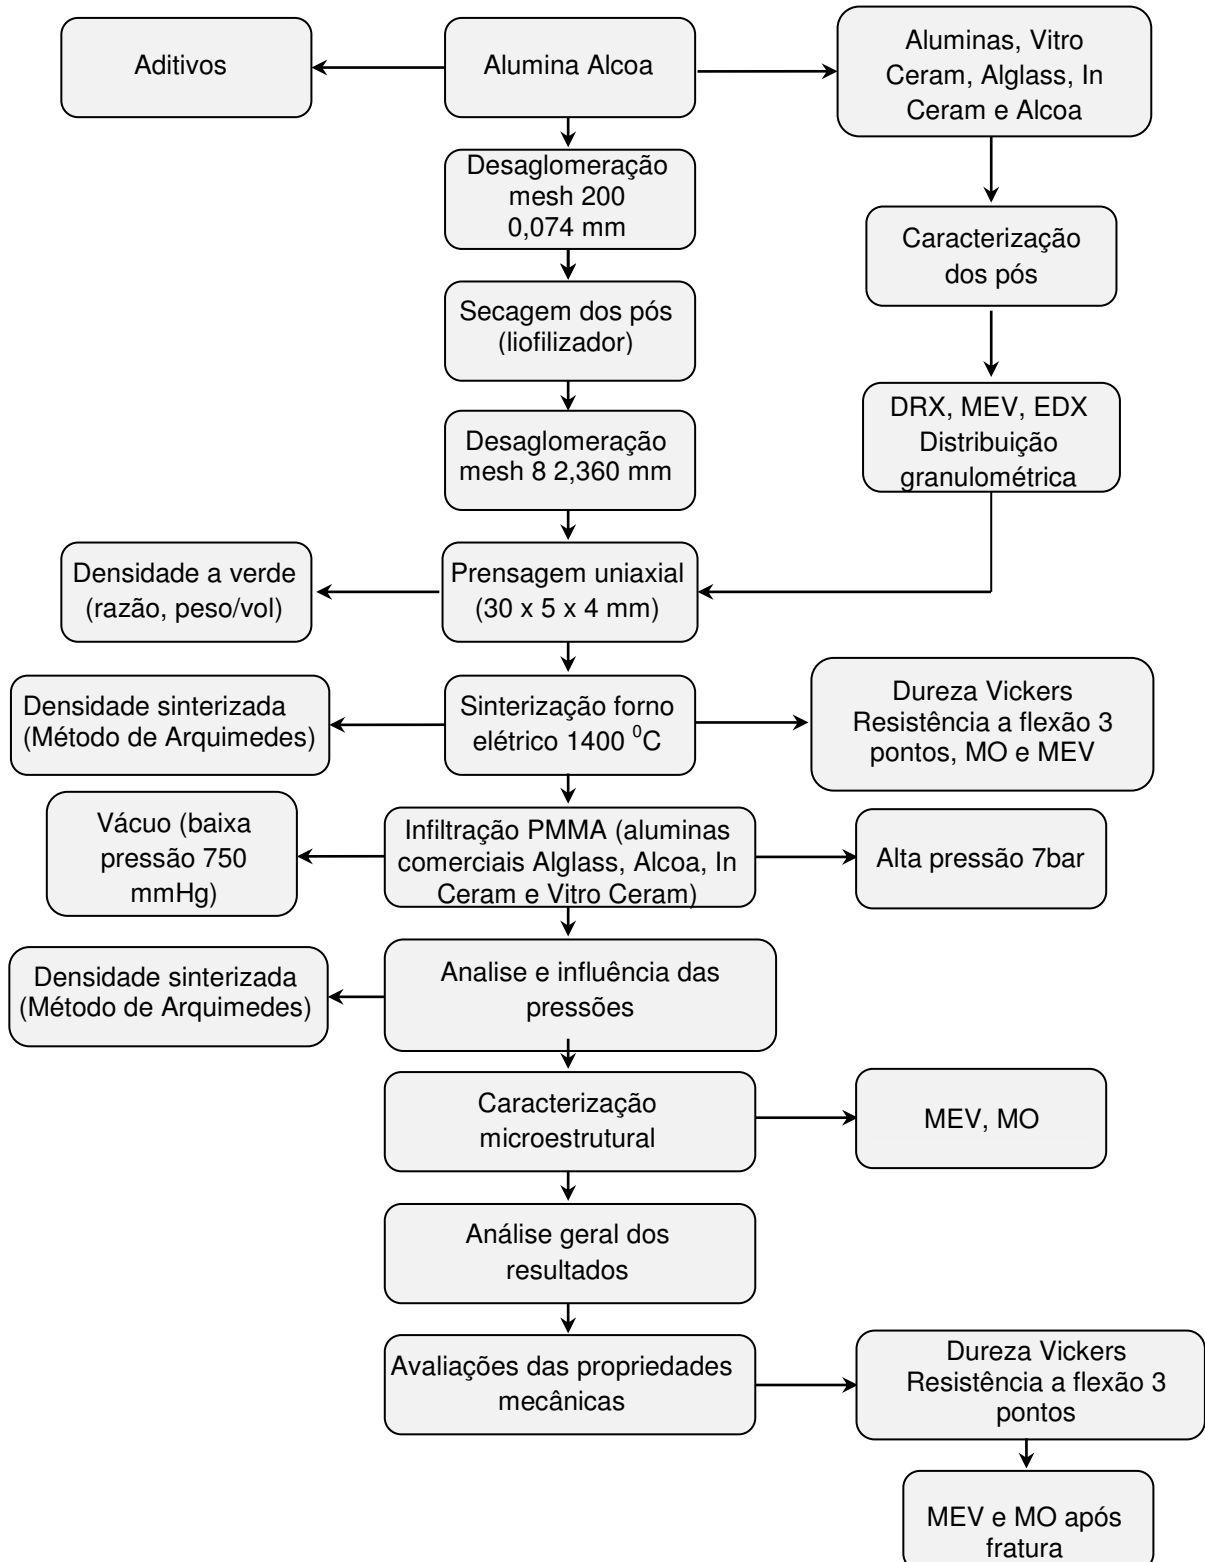 Aditivos
Alumina Alcoa
Aluminas, Vitro
Ceram, Alglass, In
Ceram e Alcoa
Desaglomeração
mesh 200
0,074 mm
Caracterização
dos pós
Secagem dos pós
(liofilizador)
DRX, MEV, EDX
Distribuição
granulométrica
Desaglomeração
mesh 8 2,360 mm
Densidade a verde
(razão, peso/vol)
Prensagem uniaxial
(30 x 5 x 4 mm)
Densidade sinterizada
(Método de Arquimedes)
Sinterização forno
elétrico 1400 ⁰C
Dureza Vickers
Resistência a flexão 3
pontos, MO e MEV
Vácuo (baixa
pressão 750
mmHg)
Infiltração PMMA (aluminas
comerciais Alglass, Alcoa, In
Ceram e Vitro Ceram)
Alta pressão 7bar
Densidade sinterizada
(Método de Arquimedes)
Analise e influência das
pressões
Caracterização
microestrutural
MEV, MO
Análise geral dos
resultados
Avaliações das propriedades
mecânicas
Dureza Vickers
Resistência a flexão 3
pontos
MEV e MO após
fratura